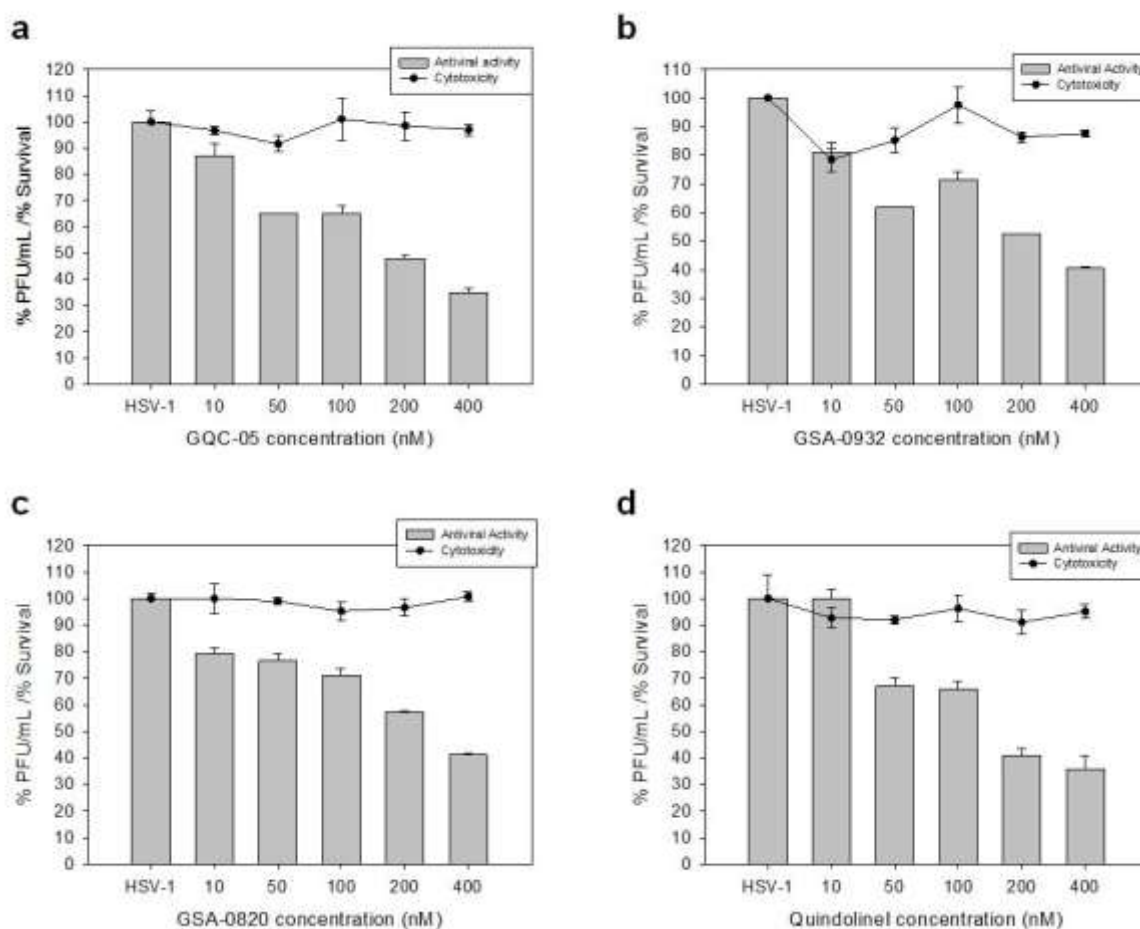 a
Antiviral activity
Cytotoxicity
% PFU/mL /% Survival
120
110
100
90
80
70
60
50
40
30
20
10
0
HSV-1 10 50 100 200 400
GQC-05 concentration (nM)
b
Antiviral Activity
Cytotoxicity
% PFU/mL /% Survival
110
100
90
80
70
60
50
40
30
20
10
0
HSV-1 10 50 100 200 400
GSA-0932 concentration (nM)
c
Antiviral Activity
Cytotoxicity
% PFU/mL /% Survival
120
110
100
90
80
70
60
50
40
30
20
10
0
HSV-1 10 50 100 200 400
GSA-0820 concentration (nM)
d
Antiviral Activity
Cytotoxicity
% PFU/mL /% Survival
120
110
100
90
80
70
60
50
40
30
20
10
0
HSV-1 10 50 100 200 400
Quindolinel concentration (nM)